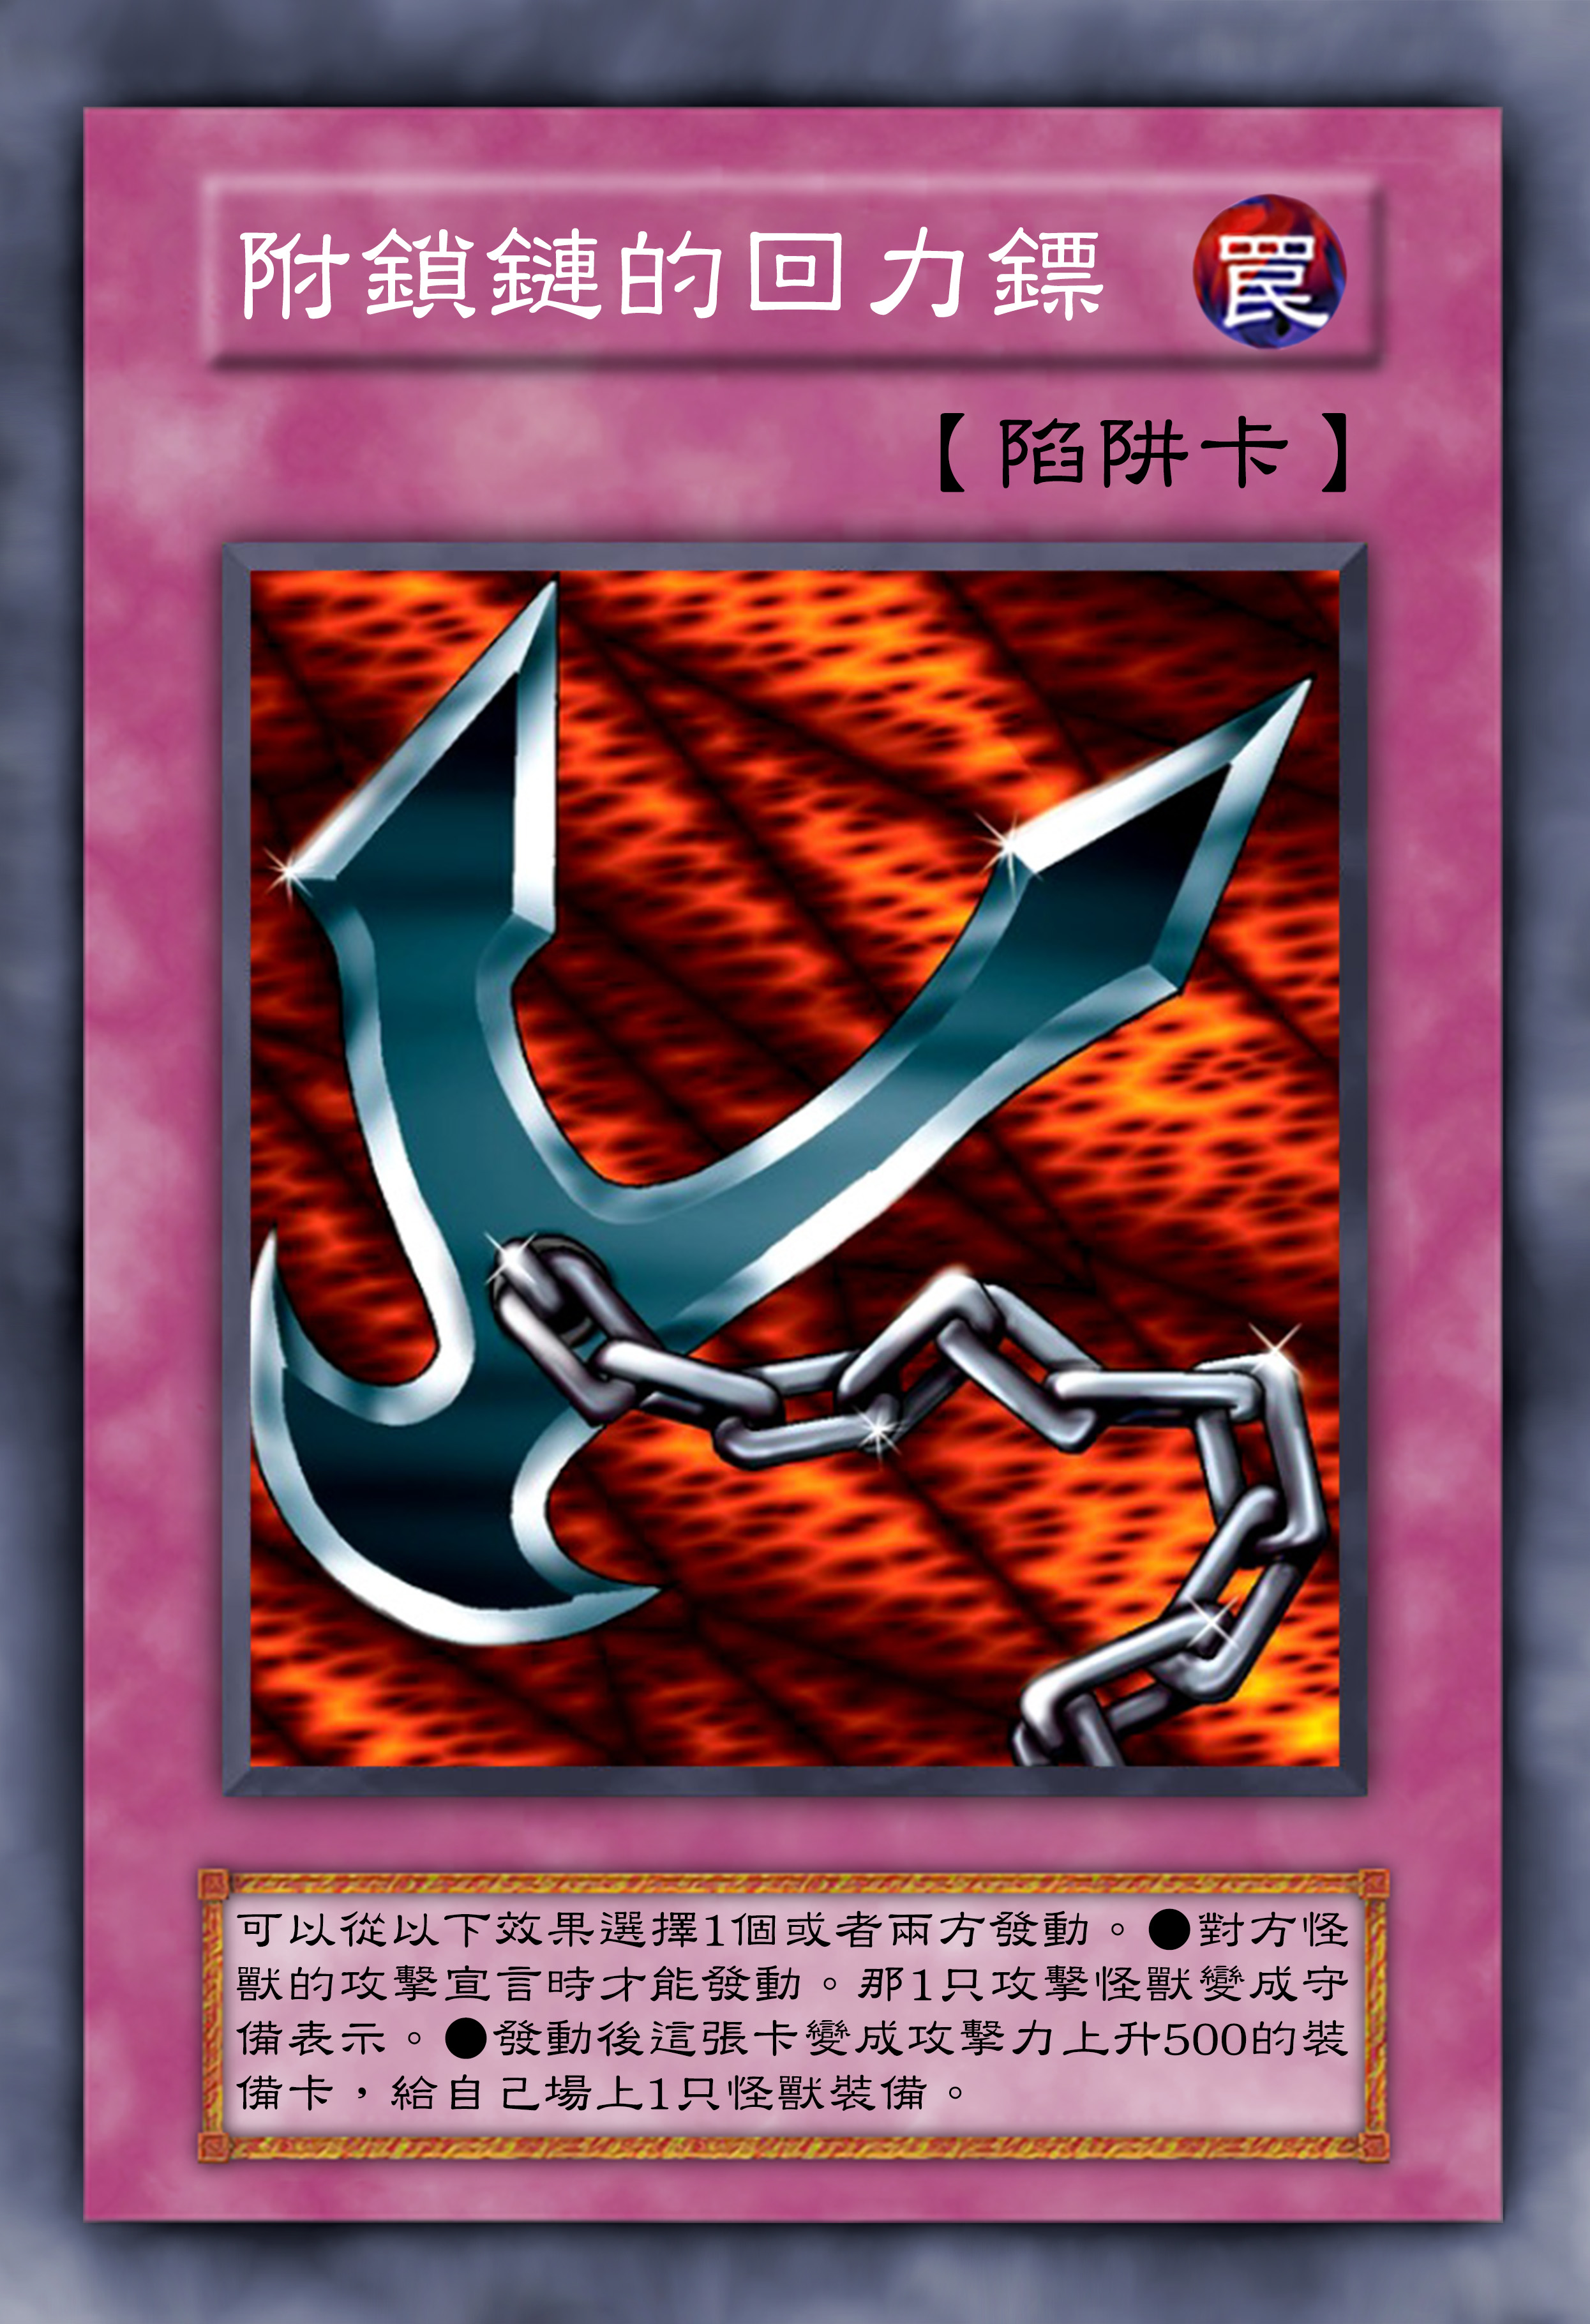 附鎖鏈的回力鏢 罠
【陷阱卡】
可以從以下效果選擇1個或者兩方發動。●對方怪
獸的攻擊宣言時才能發動。那1只攻擊怪獸變成守
備表示。●發動後這張卡變成攻擊力上升500的裝
備卡，給自己場上1只怪獸裝備。